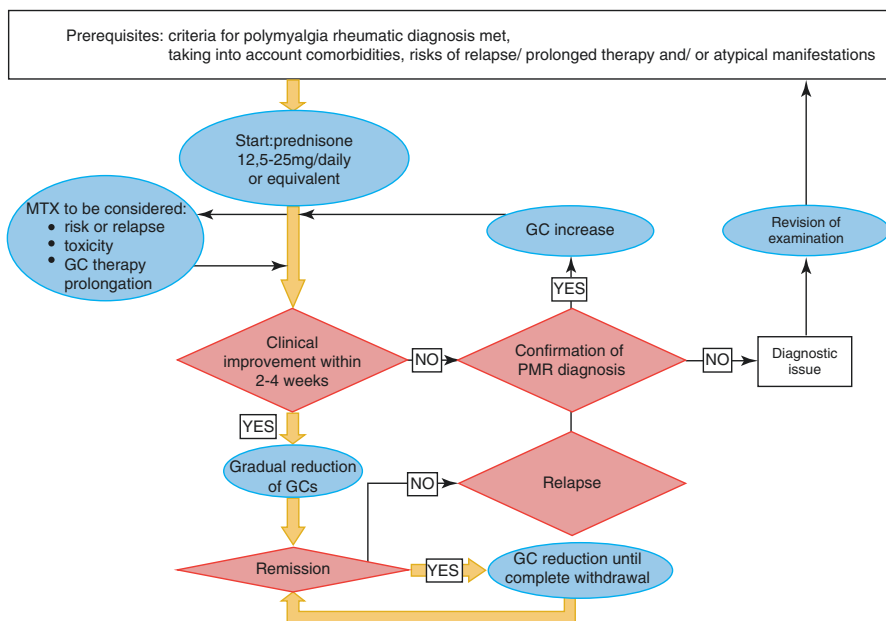 Prerequisites: criteria for polymyalgia rheumatic diagnosis met,
taking into account comorbidities, risks of relapse/ prolonged therapy and/ or atypical manifestations
Start:prednisone
12,5-25mg/daily
or equivalent
MTX to be considered:
• risk or relapse
• toxicity
• GC therapy
prolongation
GC increase
Revision of
examination
YES
Clinical
improvement within
2-4 weeks
NO
Confirmation of
PMR diagnosis
NO
Diagnostic
issue
YES
Gradual reduction
of GCs
NO
Relapse
Remission
YES
GC reduction until
complete withdrawal